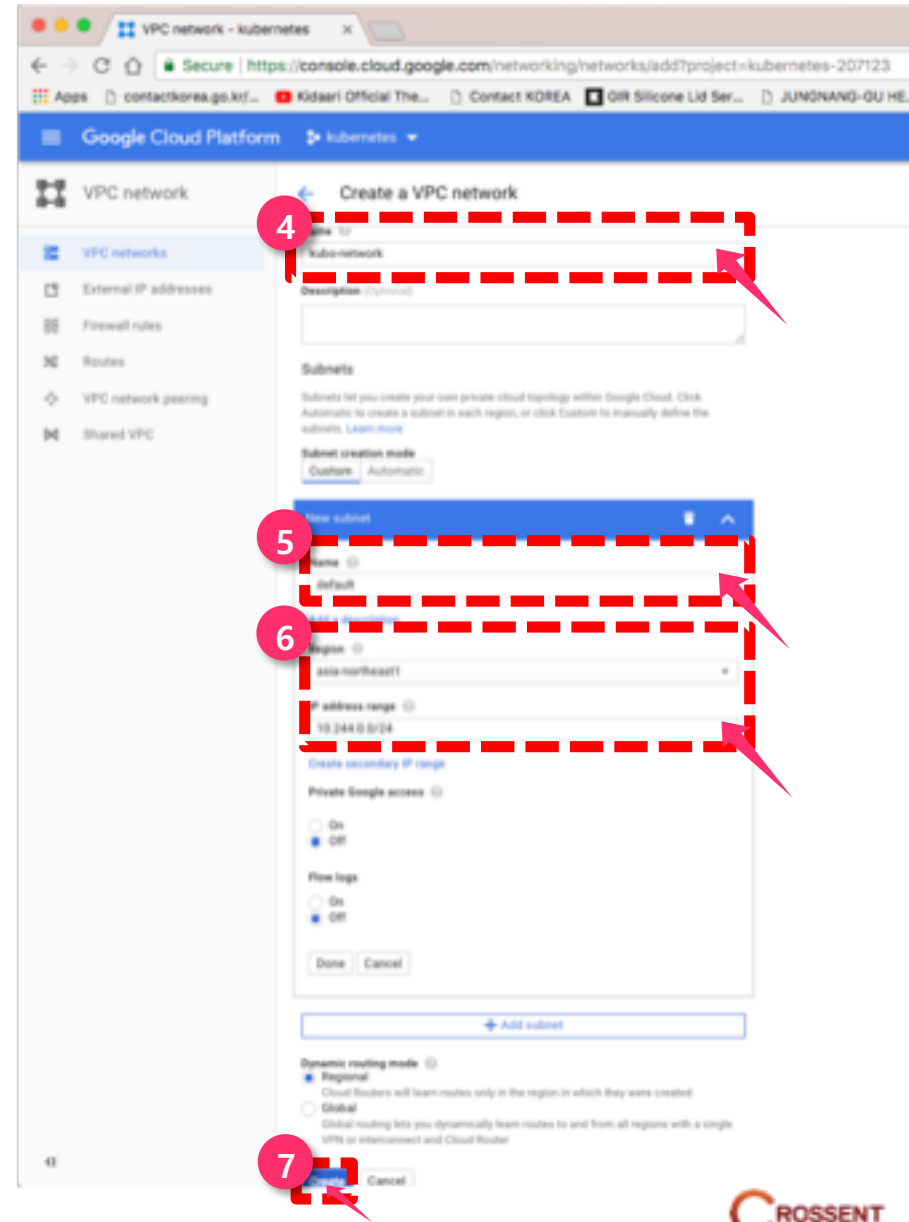 VPC network - kubernetes
Secure | https://console.cloud.google.com/networking/networks/add?project=kubernetes-207123
Apps contactkorea.go.kr/... Kidaari Official The... Contact KOREA GIR Silicone Lid Ser... JUNGNANG-GU HE
Google Cloud Platform kubernetes
VPC network
Create a VPC network
4
Name
kubo-network
VPC networks
External IP addresses
Firewall rules
Routes
VPC network peering
Shared VPC
Description (Optional)
Subnets
Subnets let you create your own private cloud topology within Google Cloud. Click
Automatic to create a subnet in each region, or click Custom to manually define the
subnets. Learn more
Subnet creation mode
Custom Automatic
New subnet
5
Name
default
Add a description
6
Region
asia-northeast1
IP address range
10.244.0.0/24
Create secondary IP range
Private Google access
On
Off
Flow logs
On
Off
Done Cancel
Add subnet
Dynamic routing mode
Regional
Cloud Routers will learn routes only in the region in which they were created
Global
Global routing lets you dynamically learn routes to and from all regions with a single
VPN or interconnect and Cloud Router
7
Create Cancel
CROSSENT